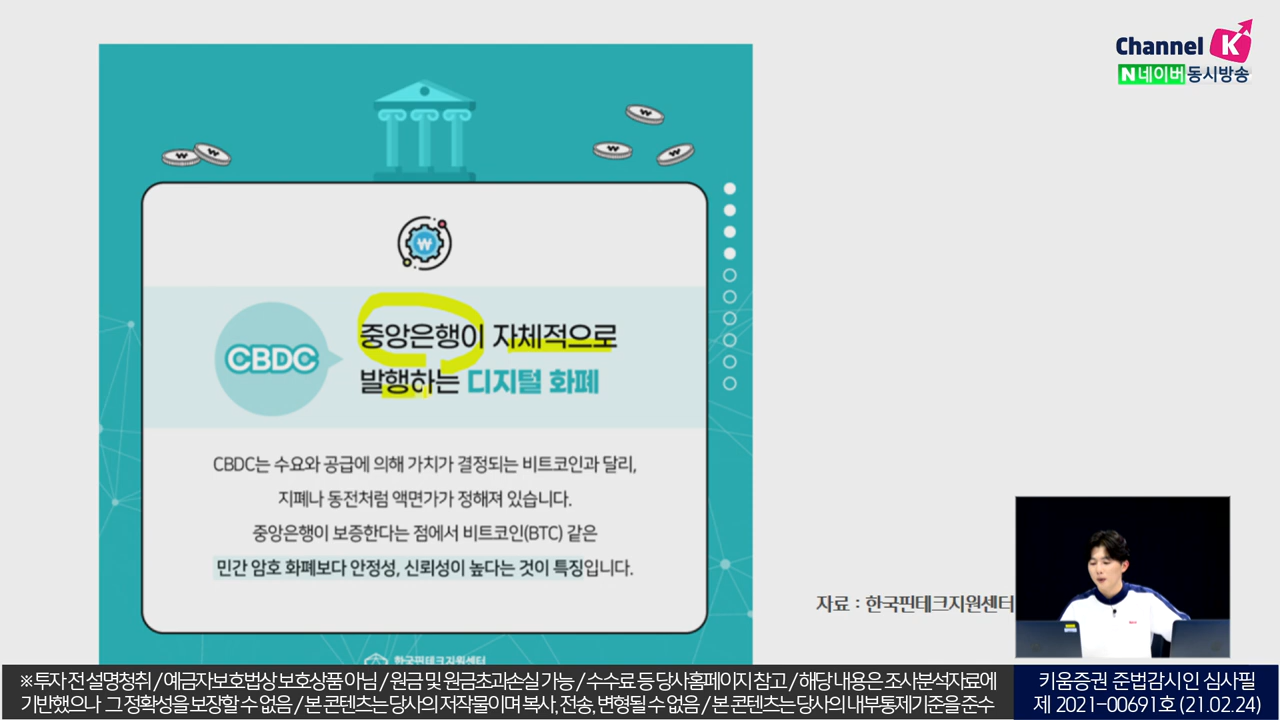 Channel K
N 네이버 동시방송
CBDC
중앙은행이 자체적으로
발행하는 디지털 화폐
CBDC는 수요와 공급에 의해 가치가 결정되는 비트코인과 달리,
지폐나 동전처럼 액면가가 정해져 있습니다.
중앙은행이 보증한다는 점에서 비트코인(BTC) 같은
민간 암호 화폐보다 안정성, 신뢰성이 높다는 것이 특징입니다.
자료 : 한국핀테크지원센터
한국핀테크지원센터
※ 투자 전 설명청취 / 예금자보호법상 보호상품 아님 / 원금 및 원금초과손실 가능 / 수수료 등 당사홈페이지 참고 / 해당 내용은 조사분석자료에
기반했으나 그 정확성을 보장할 수 없음 / 본 콘텐츠는 당사의 저작물이며 복사, 전송, 변형될 수 없음 / 본 콘텐츠는 당사의 내부통제기준을 준수
키움증권 준법감시인 심사필
제 2021-00691호 (21.02.24)